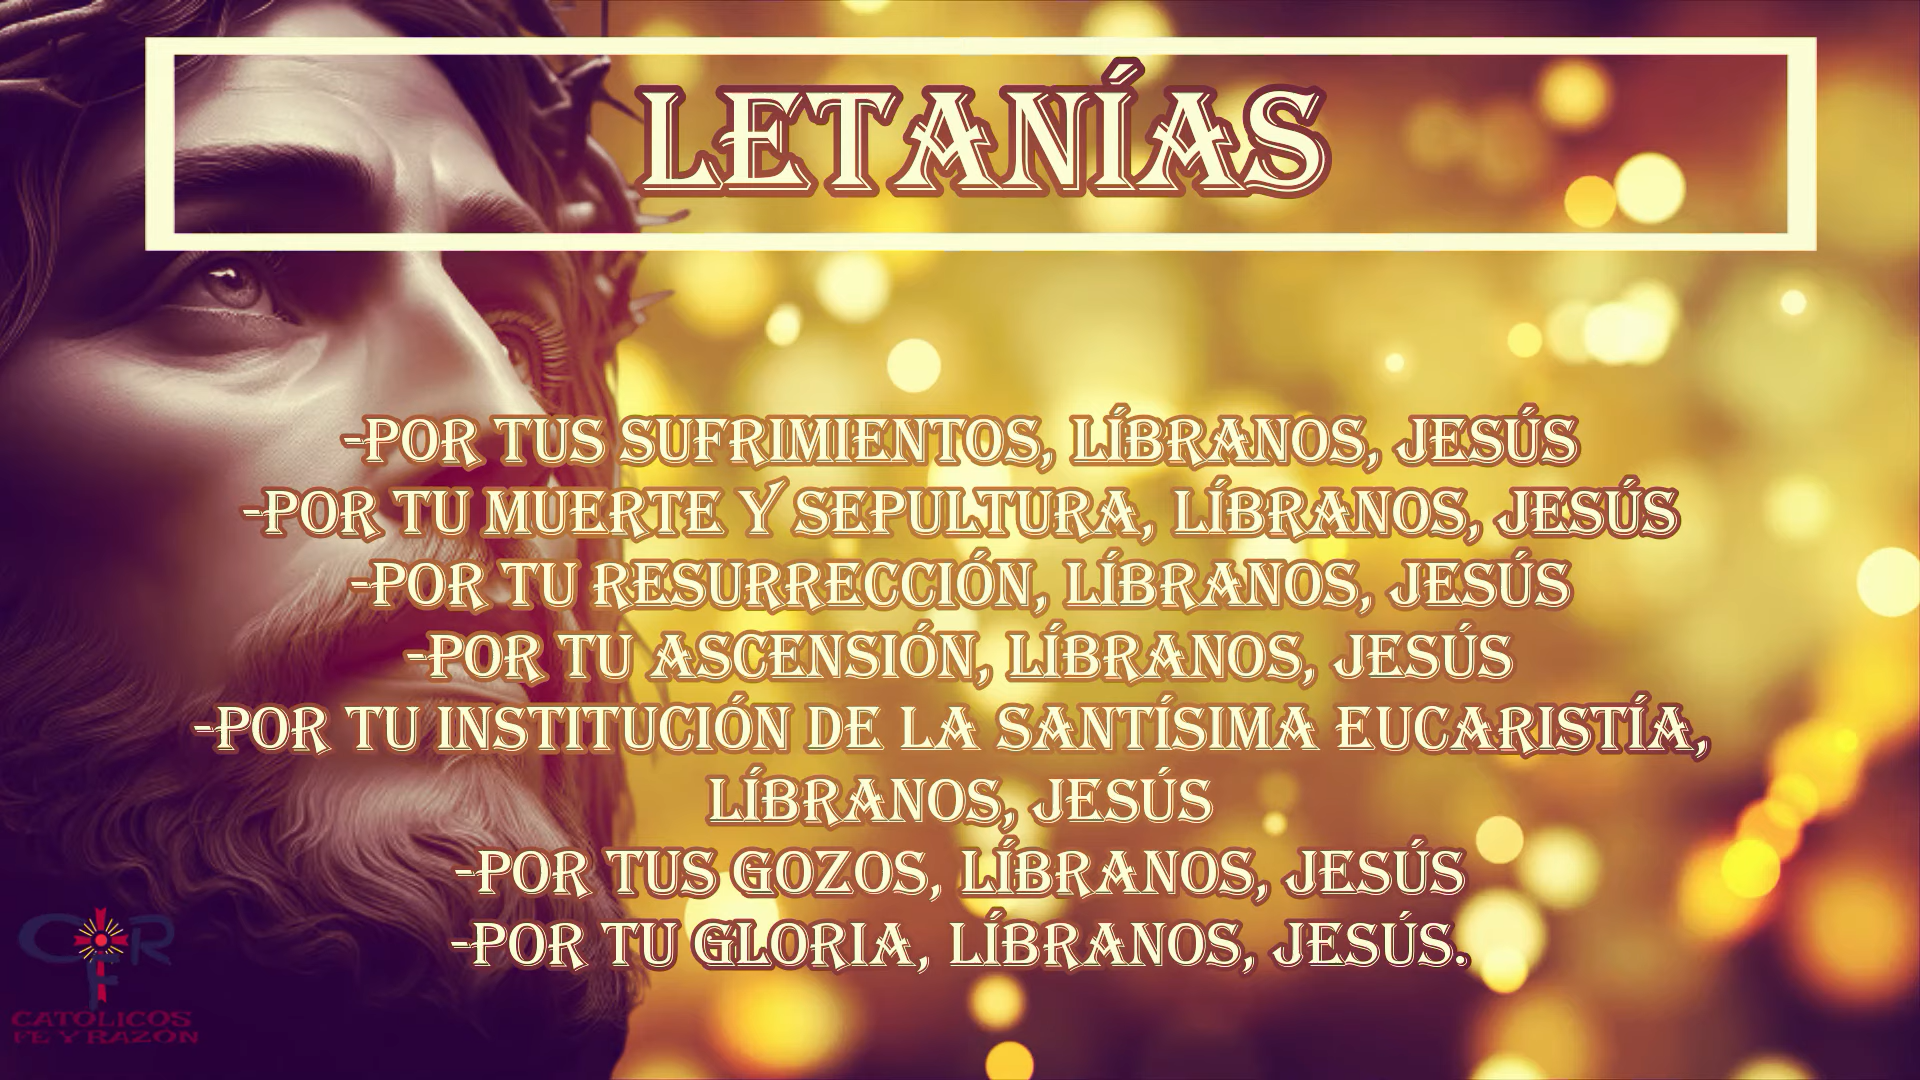 LETANÍAS
-POR TUS SUFRIMIENTOS, LÍBRANOS, JESÚS
-POR TU MUERTE Y SEPULTURA, LÍBRANOS, JESÚS
-POR TU RESURRECCIÓN, LÍBRANOS, JESÚS
-POR TU ASCENSIÓN, LÍBRANOS, JESÚS
-POR TU INSTITUCIÓN DE LA SANTÍSIMA EUCARISTÍA,
LÍBRANOS, JESÚS
-POR TUS GOZOS, LÍBRANOS, JESÚS
-POR TU GLORIA, LÍBRANOS, JESÚS.
CFR
CATOLICOS
FE Y RAZÓN